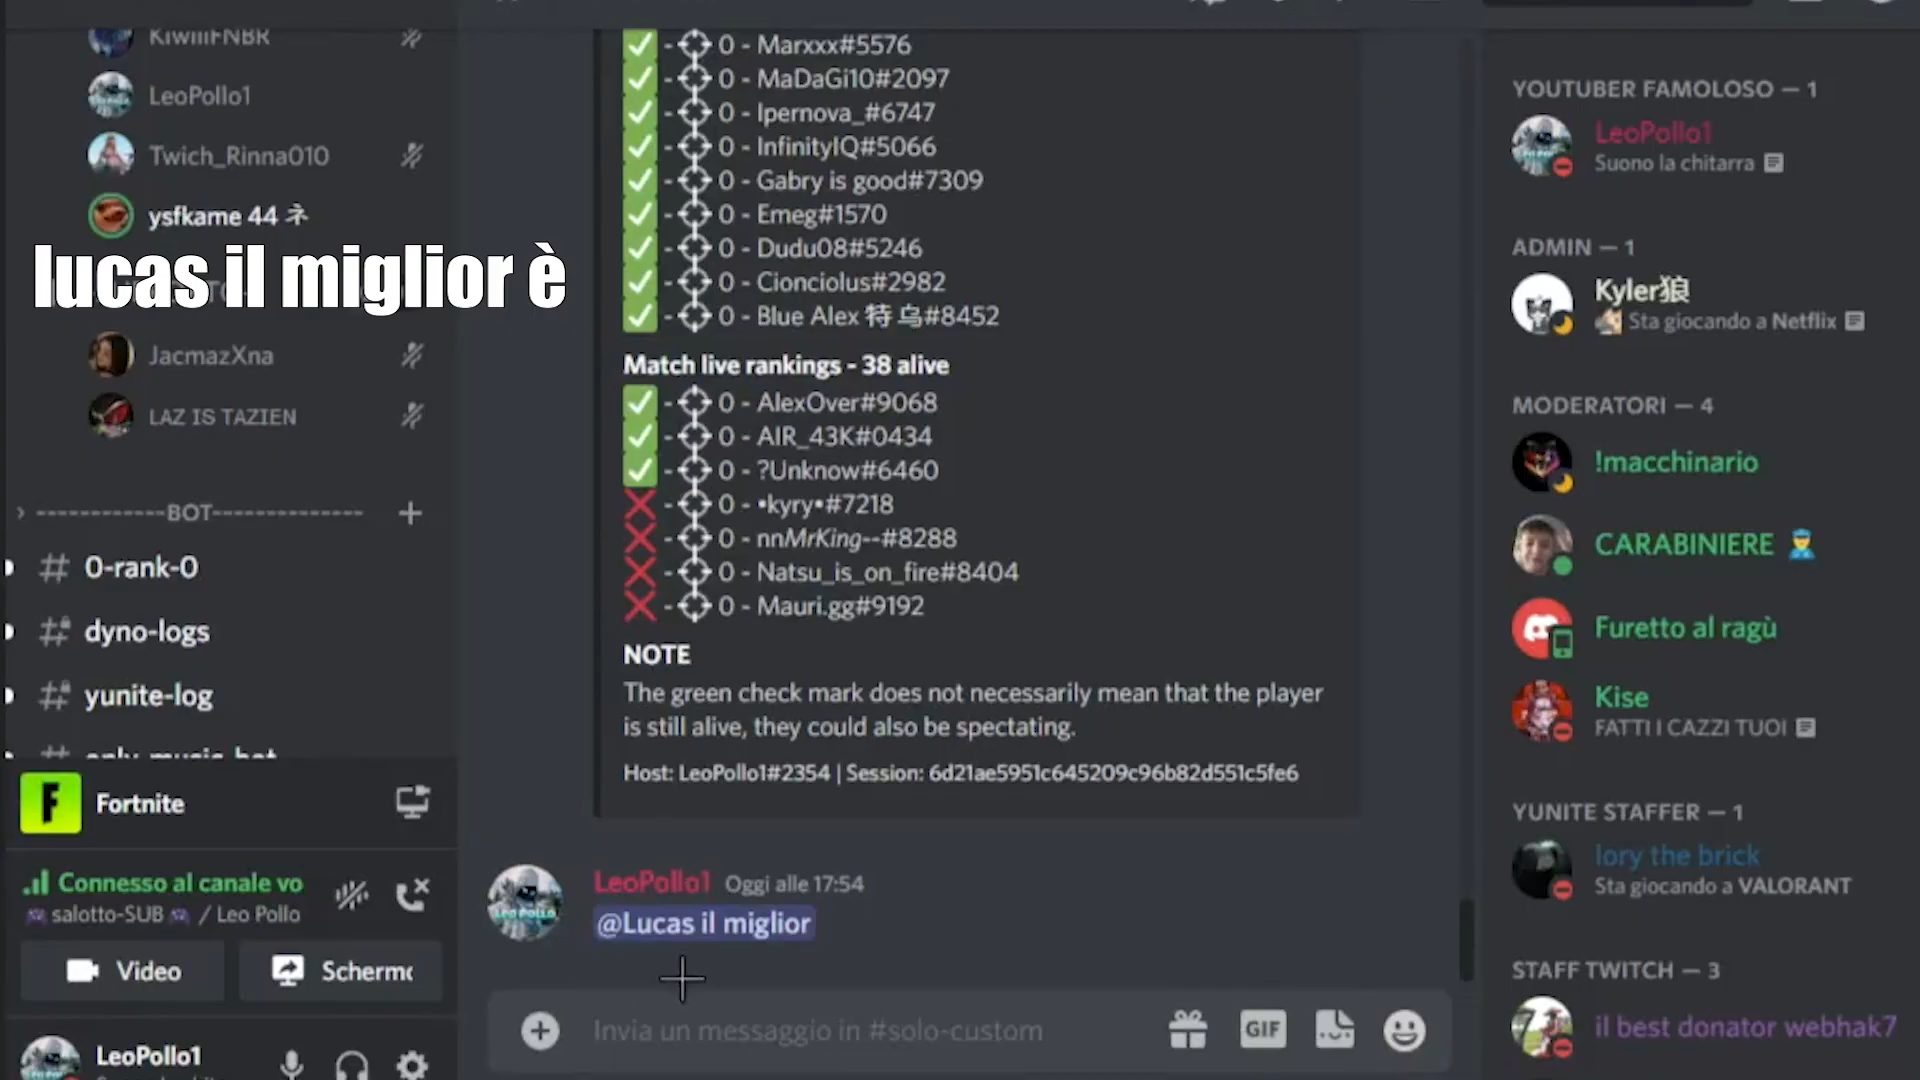 KiwiiiFNBR
LeoPollo1
Twich_Rinna010
ysfkame 44 ネ
lucas il miglior è
JacmazXna
LAZ IS TAZIEN
------------BOT--------------
0-rank-0
dyno-logs
yunite-log
only-music-bot
Fortnite
Connesso al canale vo
salotto-SUB / Leo Pollo
Video
Schermo
LeoPollo1
- 0 - Marxxx#5576
- 0 - MaDaGi10#2097
- 0 - Ipernova_#6747
- 0 - InfinityIQ#5066
- 0 - Gabry is good#7309
- 0 - Emeg#1570
- 0 - Dudu08#5246
- 0 - Cionciolus#2982
- 0 - Blue Alex 特 乌#8452
Match live rankings - 38 alive
- 0 - AlexOver#9068
- 0 - AIR_43K#0434
- 0 - ?Unknow#6460
- 0 - •kyry•#7218
- 0 - nnMrKing--#8288
- 0 - Natsu_is_on_fire#8404
- 0 - Mauri.gg#9192
NOTE
The green check mark does not necessarily mean that the player
is still alive, they could also be spectating.
Host: LeoPollo1#2354 | Session: 6d21ae5951c645209c96b82d551c5fe6
LeoPollo1 Oggi alle 17:54
@Lucas il miglior
Invia un messaggio in #solo-custom
GIF
YOUTUBER FAMOLOSO — 1
LeoPollo1
Suono la chitarra
ADMIN — 1
Kyler狼
Sta giocando a Netflix
MODERATORI — 4
!macchinario
CARABINIERE
Furetto al ragù
Kise
FATTI I CAZZI TUOI
YUNITE STAFFER — 1
lory the brick
Sta giocando a VALORANT
STAFF TWITCH — 3
il best donator webhak7